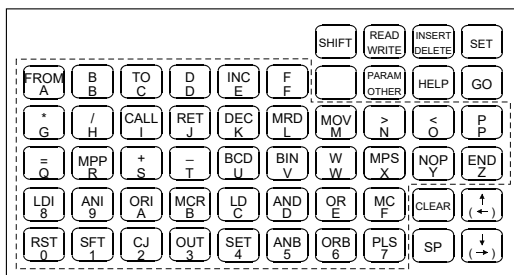 SHIFT READ WRITE INSERT DELETE SET
FROM A B B TO C D D INC E F F PARAM OTHER HELP GO
* G / H CALL I RET J DEC K MRD L MOV M > N < O P P
= Q MPP R + S – T BCD U BIN V W W MPS X NOP Y END Z
LDI 8 ANI 9 ORI A MCR B LD C AND D OR E MC F CLEAR ↑ (←)
RST 0 SFT 1 CJ 2 OUT 3 SET 4 ANB 5 ORB 6 PLS 7 SP ↓ (→)